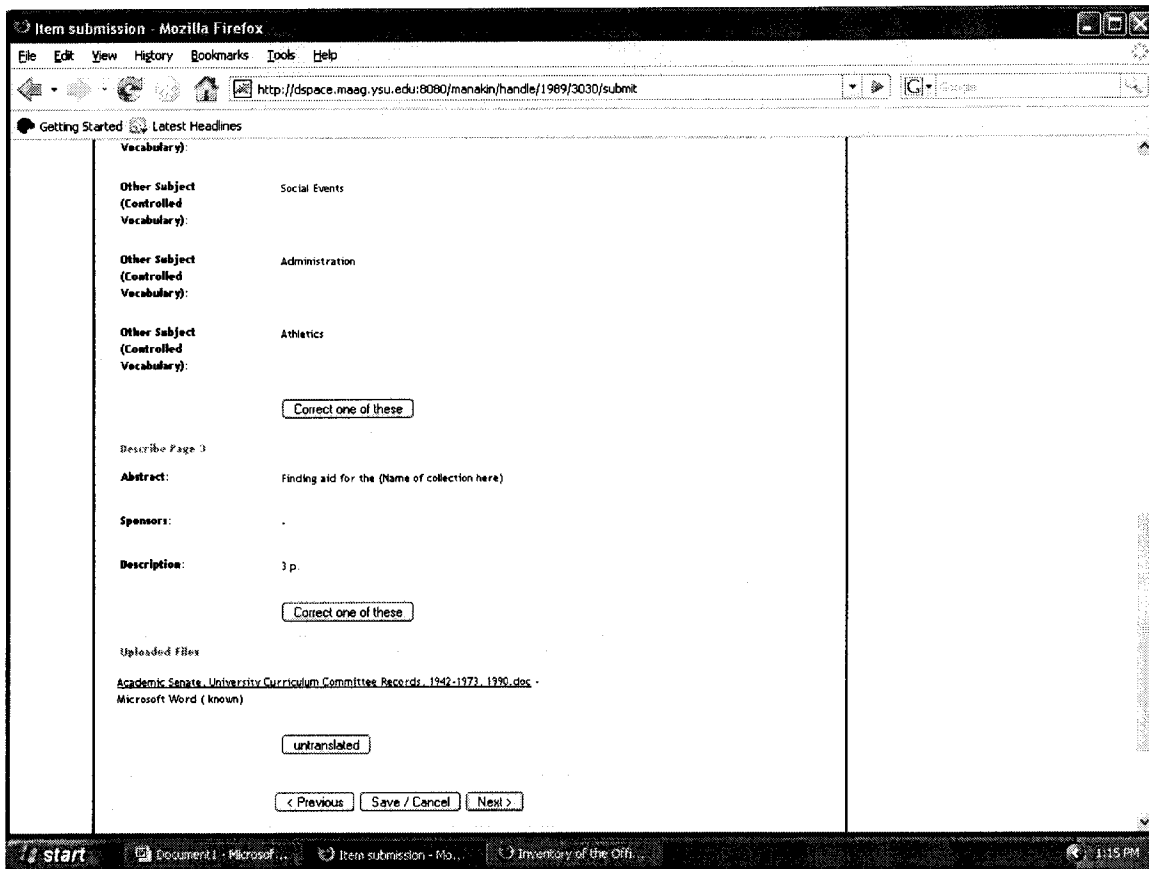 Item submission - Mozilla Firefox
File Edit View History Bookmarks Tools Help
http://dspace.maag.ysu.edu:8080/manakin/handle/1989/3030/submit
G Google
Getting Started Latest Headlines
Vocabulary):
Other Subject
(Controlled
Vocabulary):
Social Events
Other Subject
(Controlled
Vocabulary):
Administration
Other Subject
(Controlled
Vocabulary):
Athletics
Correct one of these
Describe Page 3
Abstract: Finding aid for the (Name of collection here)
Sponsors: -
Description: 3 p.
Correct one of these
Uploaded Files
Academic Senate, University Curriculum Committee Records, 1942-1973, 1990.doc -
Microsoft Word ( known)
untranslated
< Previous Save / Cancel Next >
start Document1 - Microsof... Item submission - Mo... Inventory of the Offi... 1:15 PM